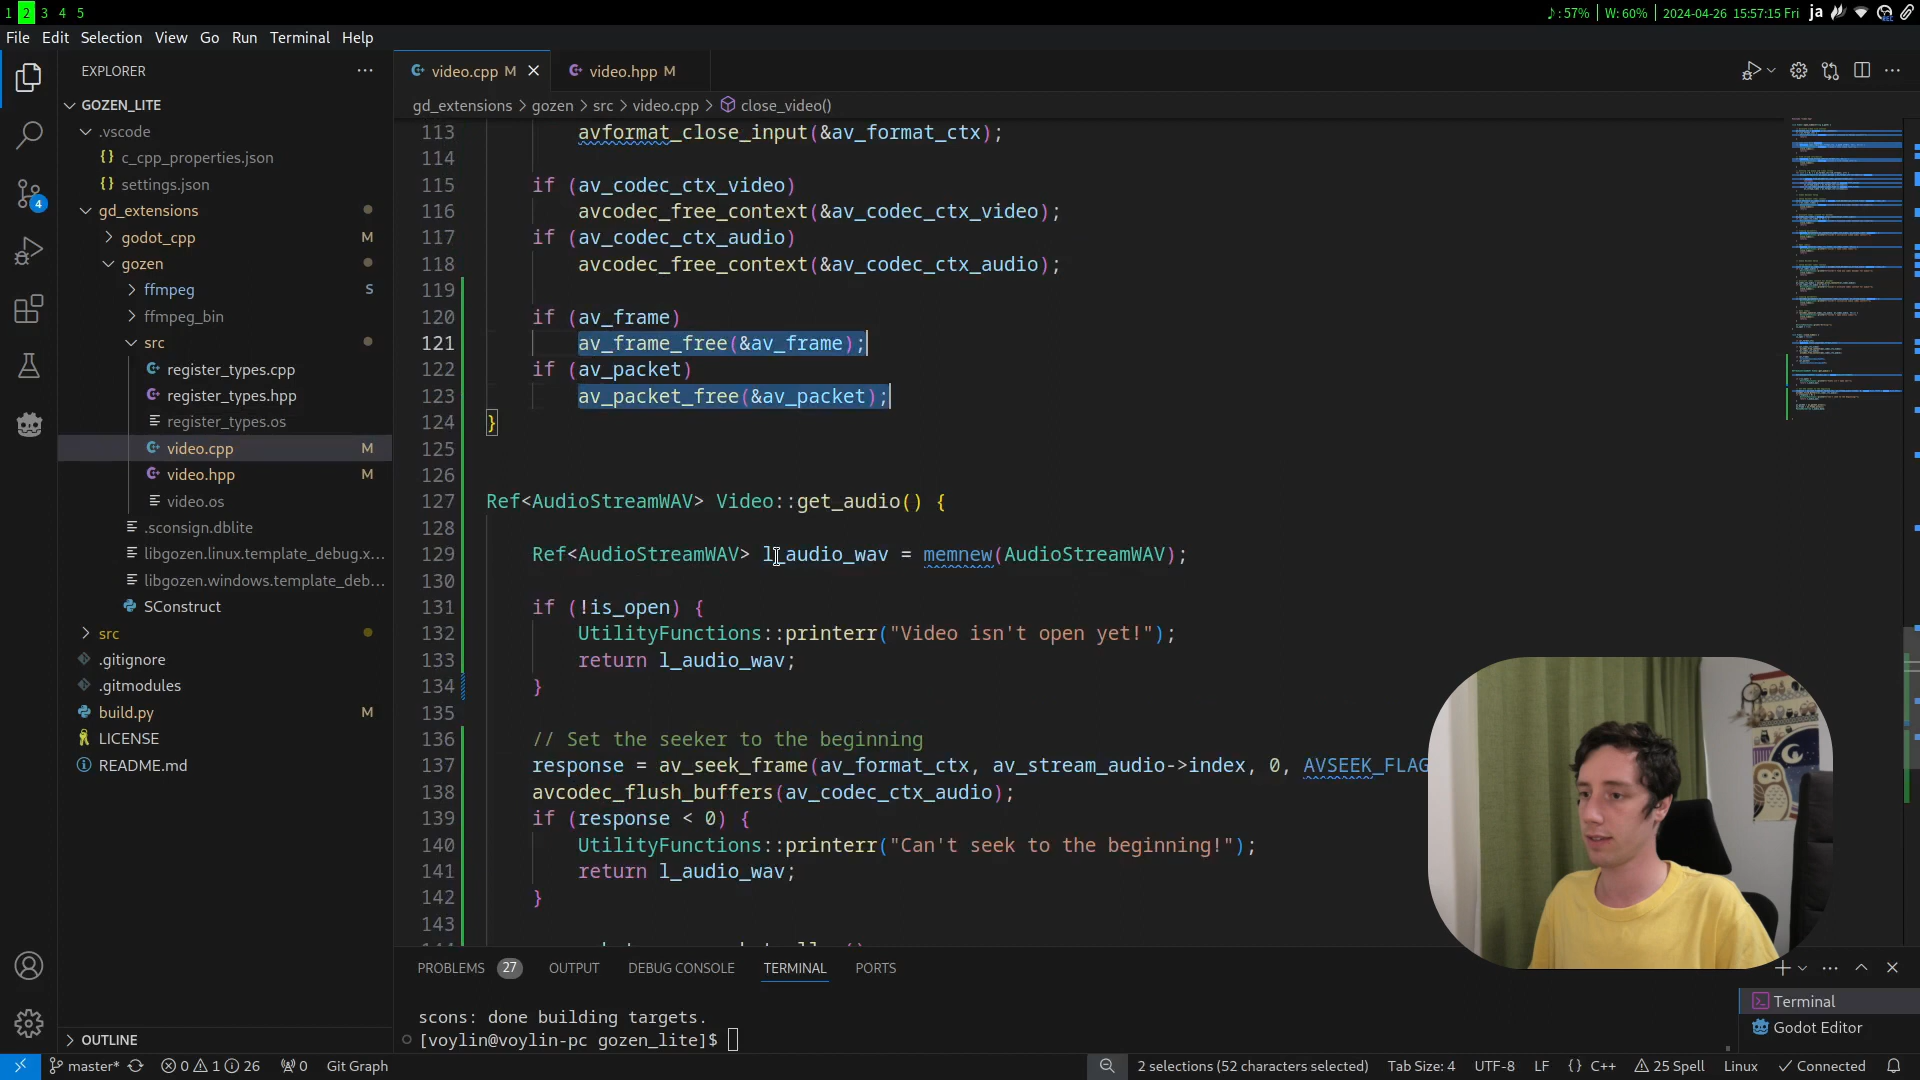 1 2 3 4 5
♪: 57% | W: 60% | 2024-04-26 15:57:15 Fri ja
File Edit Selection View Go Run Terminal Help
EXPLORER
GOZEN_LITE
.vscode
c_cpp_properties.json
settings.json
gd_extensions
godot_cpp M
gozen
ffmpeg S
ffmpeg_bin
src
register_types.cpp
register_types.hpp
register_types.os
video.cpp M
video.hpp M
video.os
.sconsign.dblite
libgozen.linux.template_debug.x...
libgozen.windows.template_deb...
SConstruct
src
.gitignore
.gitmodules
build.py M
LICENSE
README.md
OUTLINE
video.cpp M
video.hpp M
gd_extensions > gozen > src > video.cpp > close_video()
113 avformat_close_input(&av_format_ctx);
114
115 if (av_codec_ctx_video)
116 avcodec_free_context(&av_codec_ctx_video);
117 if (av_codec_ctx_audio)
118 avcodec_free_context(&av_codec_ctx_audio);
119
120 if (av_frame)
121 av_frame_free(&av_frame);
122 if (av_packet)
123 av_packet_free(&av_packet);
124 }
125
126
127 Ref<AudioStreamWAV> Video::get_audio() {
128
129 Ref<AudioStreamWAV> l_audio_wav = memnew(AudioStreamWAV);
130
131 if (!is_open) {
132 UtilityFunctions::printerr("Video isn't open yet!");
133 return l_audio_wav;
134 }
135
136 // Set the seeker to the beginning
137 response = av_seek_frame(av_format_ctx, av_stream_audio->index, 0, AVSEEK_FLAG
138 avcodec_flush_buffers(av_codec_ctx_audio);
139 if (response < 0) {
140 UtilityFunctions::printerr("Can't seek to the beginning!");
141 return l_audio_wav;
142 }
143
PROBLEMS 27 OUTPUT DEBUG CONSOLE TERMINAL PORTS
scons: done building targets.
[voylin@voylin-pc gozen_lite]$
Terminal
Godot Editor
4
master* 0 1 26 0 Git Graph
2 selections (52 characters selected) Tab Size: 4 UTF-8 LF {} C++ 25 Spell Linux Connected